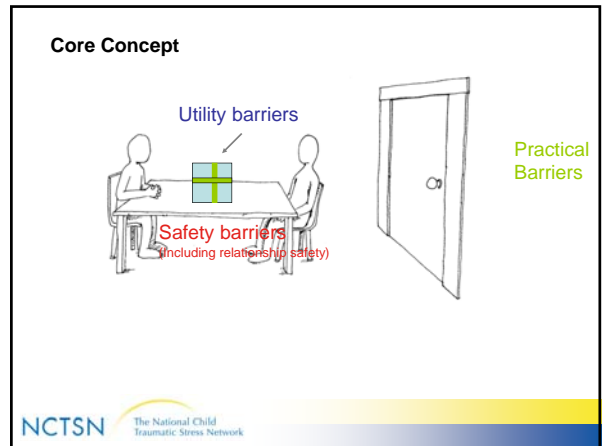 Core Concept
Utility barriers
Practical
Barriers
Safety barriers
(Including relationship safety)
NCTSN
The National Child
Traumatic Stress Network